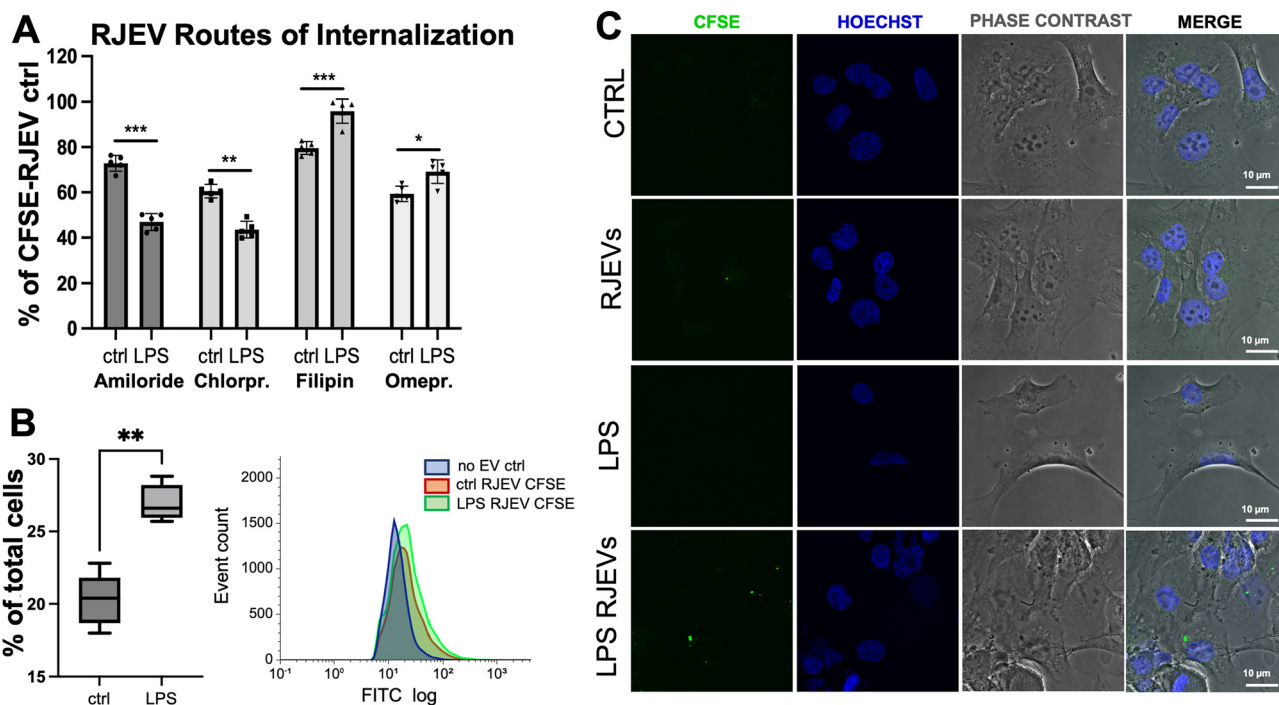 A
RJEV Routes of Internalization
% of CFSE-RJEV ctrl
120
100
80
60
40
20
0
***
**
***
*
ctrl LPS ctrl LPS ctrl LPS ctrl LPS
Amiloride Chlorpr. Filipin Omepr.
B
% of total cells
30
25
20
15
**
ctrl LPS
Event count
2000
1500
1000
500
0
no EV ctrl
ctrl RJEV CFSE
LPS RJEV CFSE
10-1 10⁰ 10¹ 10² 10³
FITC log
C
CFSE HOECHST PHASE CONTRAST MERGE
CTRL
10 µm
RJEVs
10 µm
LPS
10 µm
LPS RJEVs
10 µm